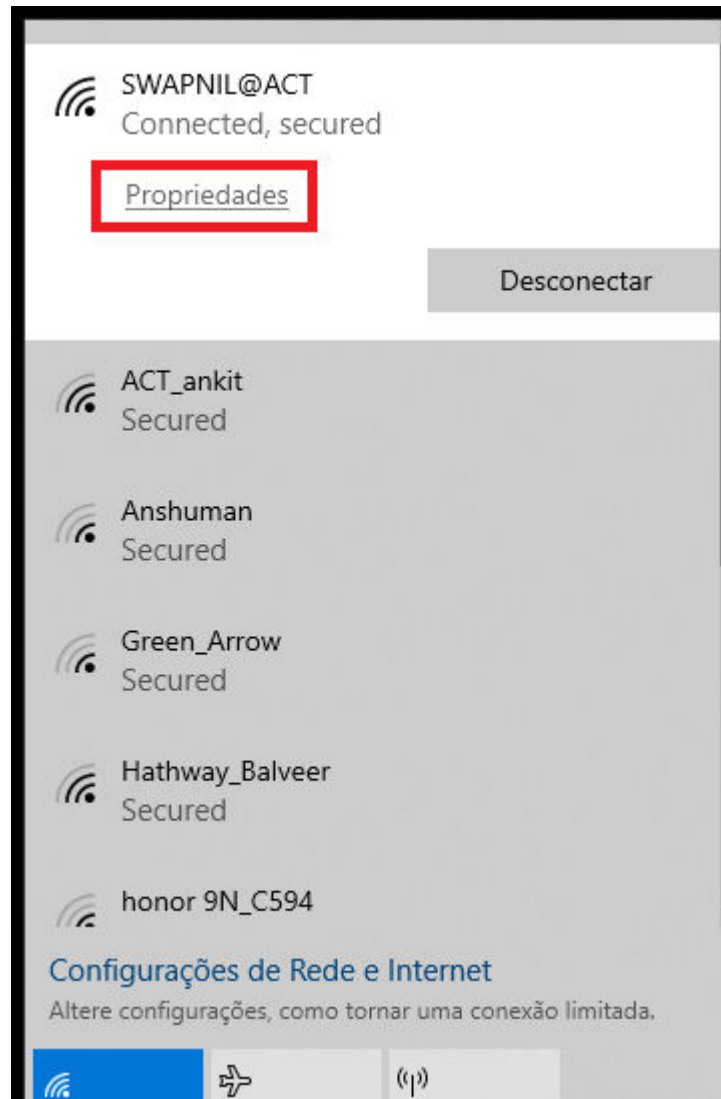 SWAPNIL@ACT
Connected, secured
Propriedades
Desconectar
ACT_ankit
Secured
Anshuman
Secured
Green_Arrow
Secured
Hathway_Balveer
Secured
honor 9N_C594
Configurações de Rede e Internet
Altere configurações, como tornar uma conexão limitada.